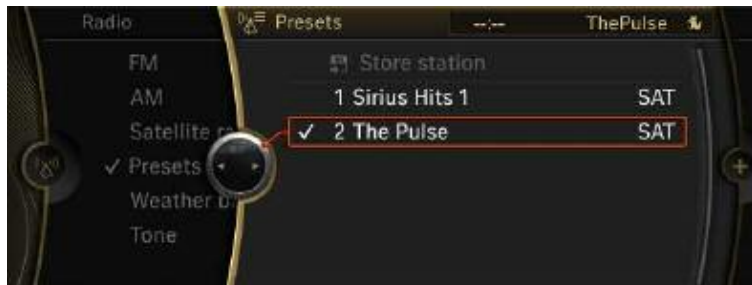 Radio
Presets --:-- ThePulse
FM
AM
Satellite
Presets
Weather
Tone
Store station
1 Sirius Hits 1 SAT
2 The Pulse SAT